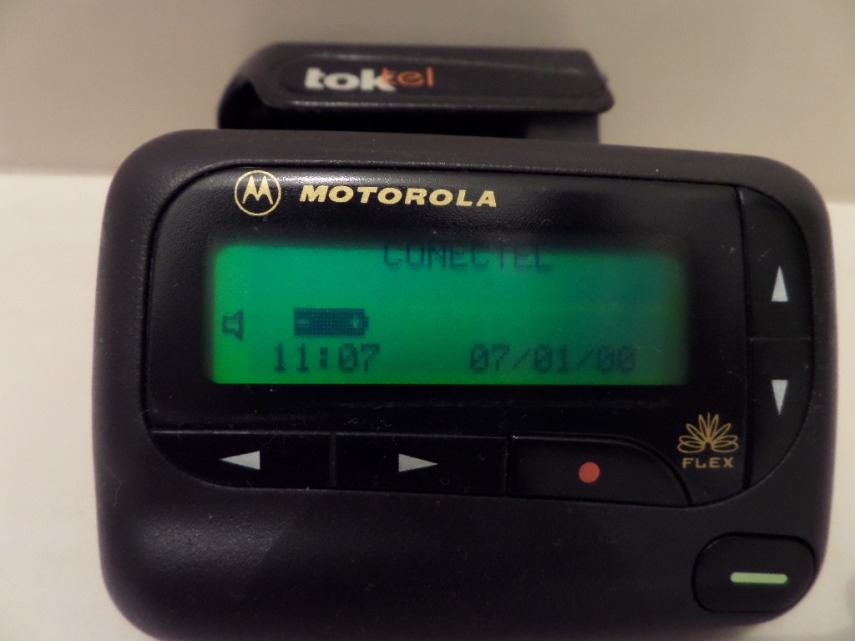 toktel
MOTOROLA
CONECTEL
11:07 07/01/00
FLEX